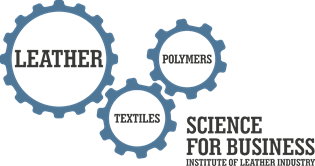 LEATHER
POLYMERS
TEXTILES
SCIENCE
FOR BUSINESS
INSTITUTE OF LEATHER INDUSTRY